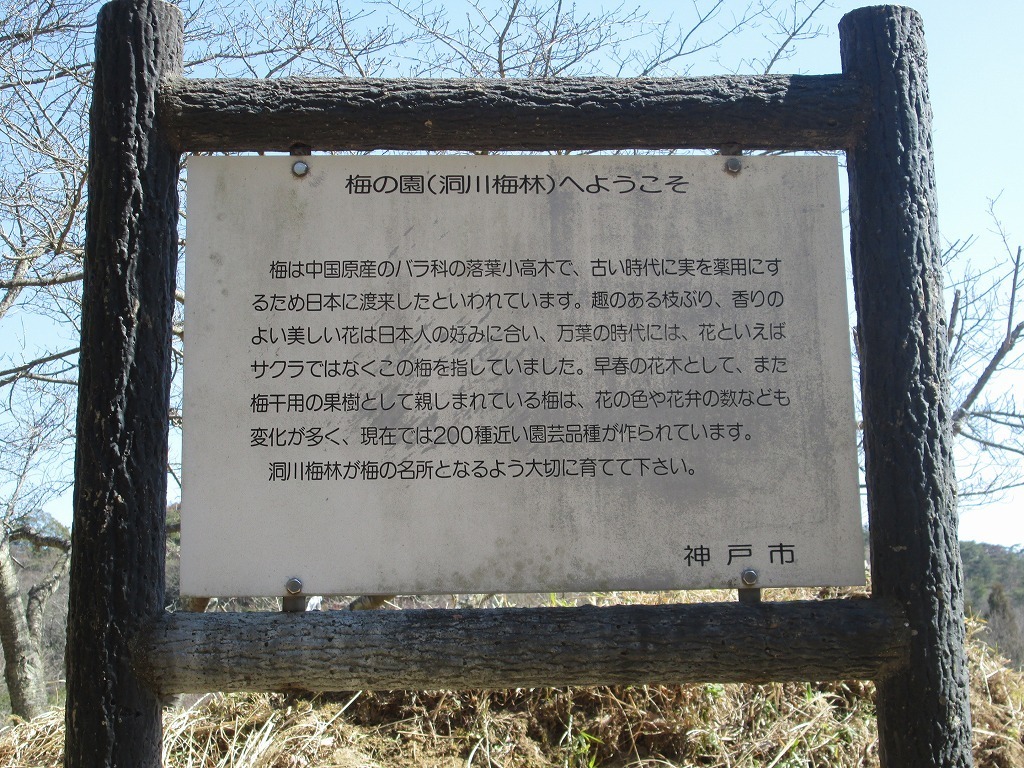 梅の園(洞川梅林)へようこそ
梅は中国原産のバラ科の落葉小高木で、古い時代に実を薬用にす
るため日本に渡来したといわれています。趣のある枝ぶり、香りの
よい美しい花は日本人の好みに合い、万葉の時代には、花といえば
サクラではなくこの梅を指していました。早春の花木として、また
梅干用の果樹として親しまれている梅は、花の色や花弁の数なども
変化が多く、現在では200種近い園芸品種が作られています。
洞川梅林が梅の名所となるよう大切に育てて下さい。
神戸市